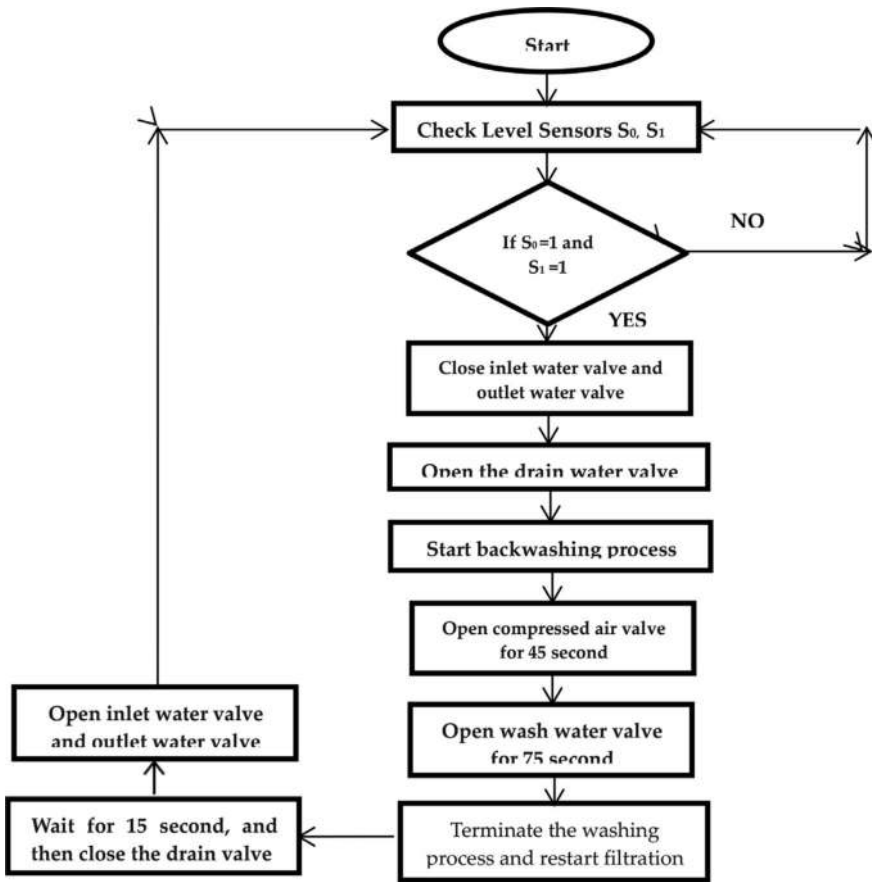 Start
Check Level Sensors S₀, S₁
If S₀=1 and
S₁=1
NO
YES
Close inlet water valve and
outlet water valve
Open the drain water valve
Start backwashing process
Open compressed air valve
for 45 second
Open wash water valve
for 75 second
Terminate the washing
process and restart filtration
Wait for 15 second, and
then close the drain valve
Open inlet water valve
and outlet water valve